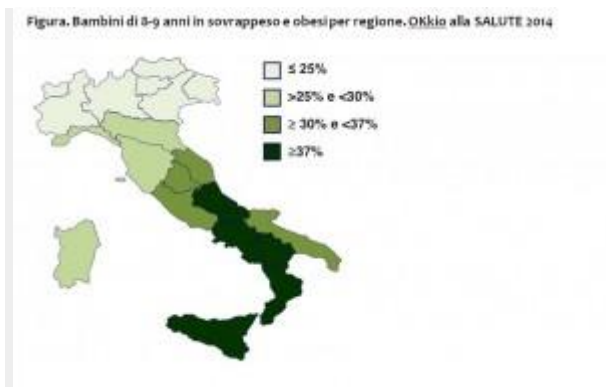 Figura. Bambini di 8-9 anni in sovrappeso e obesi per regione. OKkio alla SALUTE 2014
≤ 25%
>25% e <30%
≥ 30% e <37%
≥37%